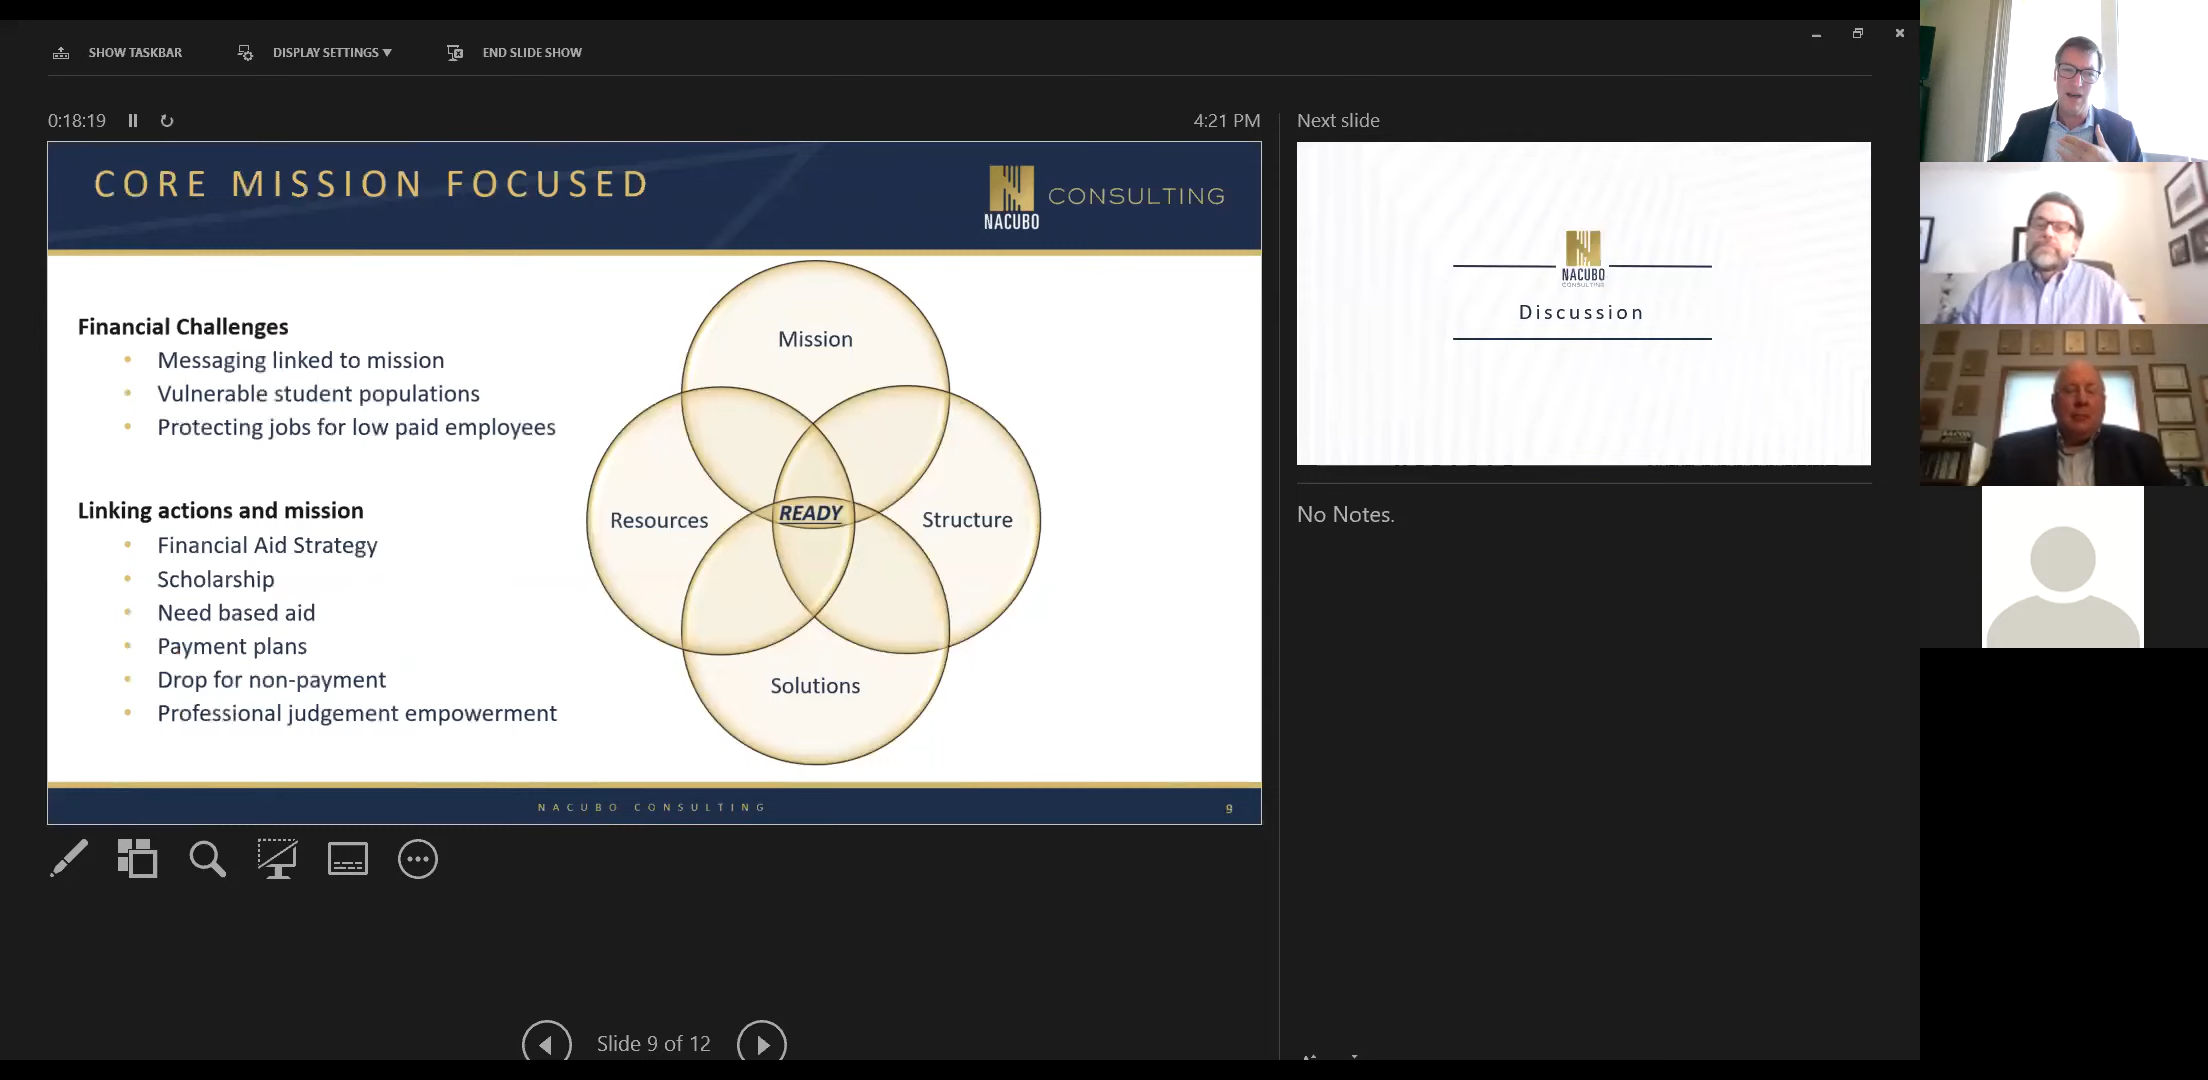 SHOW TASKBAR
DISPLAY SETTINGS ▼
END SLIDE SHOW
0:18:19
4:21 PM
Next slide
CORE MISSION FOCUSED
NACUBO
CONSULTING
Financial Challenges
• Messaging linked to mission
• Vulnerable student populations
• Protecting jobs for low paid employees
Linking actions and mission
• Financial Aid Strategy
• Scholarship
• Need based aid
• Payment plans
• Drop for non-payment
• Professional judgement empowerment
Mission
Resources
READY
Structure
Solutions
NACUBO CONSULTING
9
NACUBO
CONSULTING
Discussion
No Notes.
Slide 9 of 12